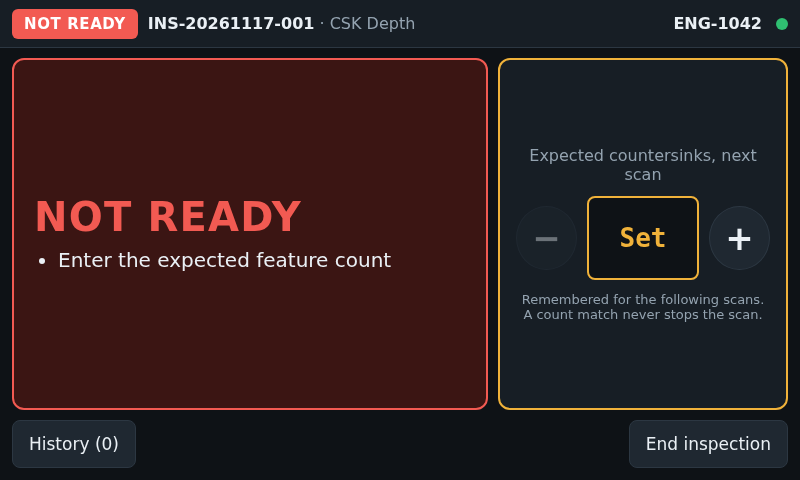 NOT READY INS-20261117-001 · CSK Depth ENG-1042
NOT READY
• Enter the expected feature count
Expected countersinks, next
scan
− Set +
Remembered for the following scans.
A count match never stops the scan.
History (0) End inspection